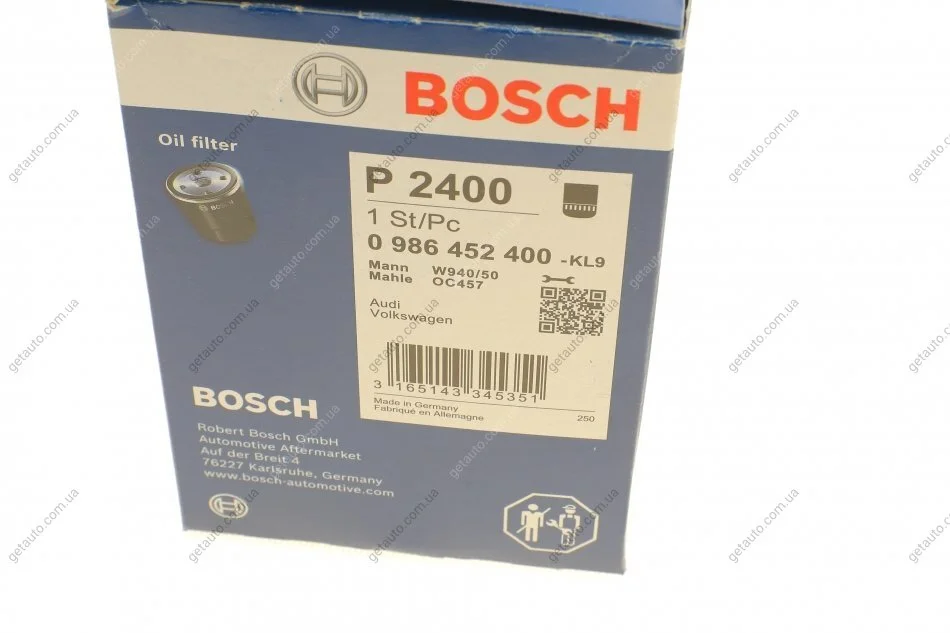 BOSCH
Oil filter
P 2400
1 St/Pc
0 986 452 400 -KL9
Mann W940/50
Mahle OC457
Audi
Volkswagen
3 165143 345351
Made in Germany
Fabriqué en Allemagne
250
BOSCH
Robert Bosch GmbH
Automotive Aftermarket
Auf der Breit 4
76227 Karlsruhe, Germany
www.bosch-automotive.com
getauto.com.ua